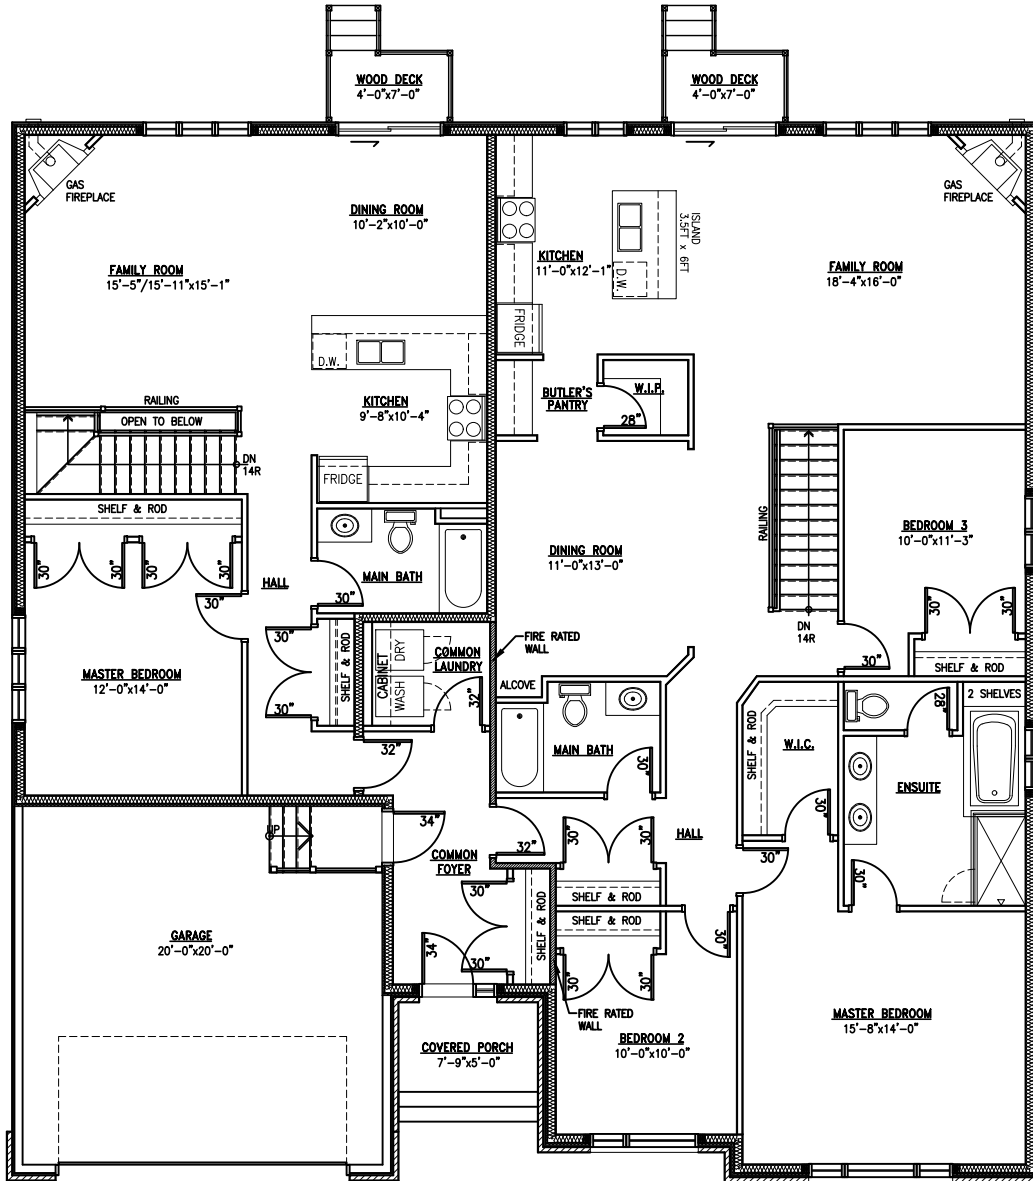 WOOD DECK
4'-0"x7'-0"
WOOD DECK
4'-0"x7'-0"
GAS
FIREPLACE
DINING ROOM
10'-2"x10'-0"
FAMILY ROOM
15'-5"/15'-11"x15'-1"
D.W.
KITCHEN
9'-8"x10'-4"
FRIDGE
RAILING
OPEN TO BELOW
DN
14R
KITCHEN
11'-0"x12'-1"
ISLAND
3.5FT x 6FT
D.W.
FRIDGE
GAS
FIREPLACE
FAMILY ROOM
18'-4"x16'-0"
BUTLER'S
PANTRY
W.I.P.
28"
SHELF & ROD
30"
30"
30"
30"
HALL
30"
MAIN BATH
30"
DINING ROOM
11'-0"x13'-0"
RAILING
DN
14R
BEDROOM 3
10'-0"x11'-3"
30"
30"
30"
SHELF & ROD
MASTER BEDROOM
12'-0"x14'-0"
30"
30"
SHELF & ROD
CABINET
DRY
WASH
COMMON
LAUNDRY
32"
FIRE RATED
WALL
ALCOVE
MAIN BATH
30"
32"
SHELF & ROD
W.I.C.
30"
28"
2 SHELVES
ENSUITE
30"
UP
34"
COMMON
FOYER
32"
30"
30"
HALL
30"
SHELF & ROD
SHELF & ROD
30"
30"
SHELF & ROD
34"
30"
30"
30"
GARAGE
20'-0"x20'-0"
FIRE RATED
WALL
BEDROOM 2
10'-0"x10'-0"
MASTER BEDROOM
15'-8"x14'-0"
COVERED PORCH
7'-9"x5'-0"